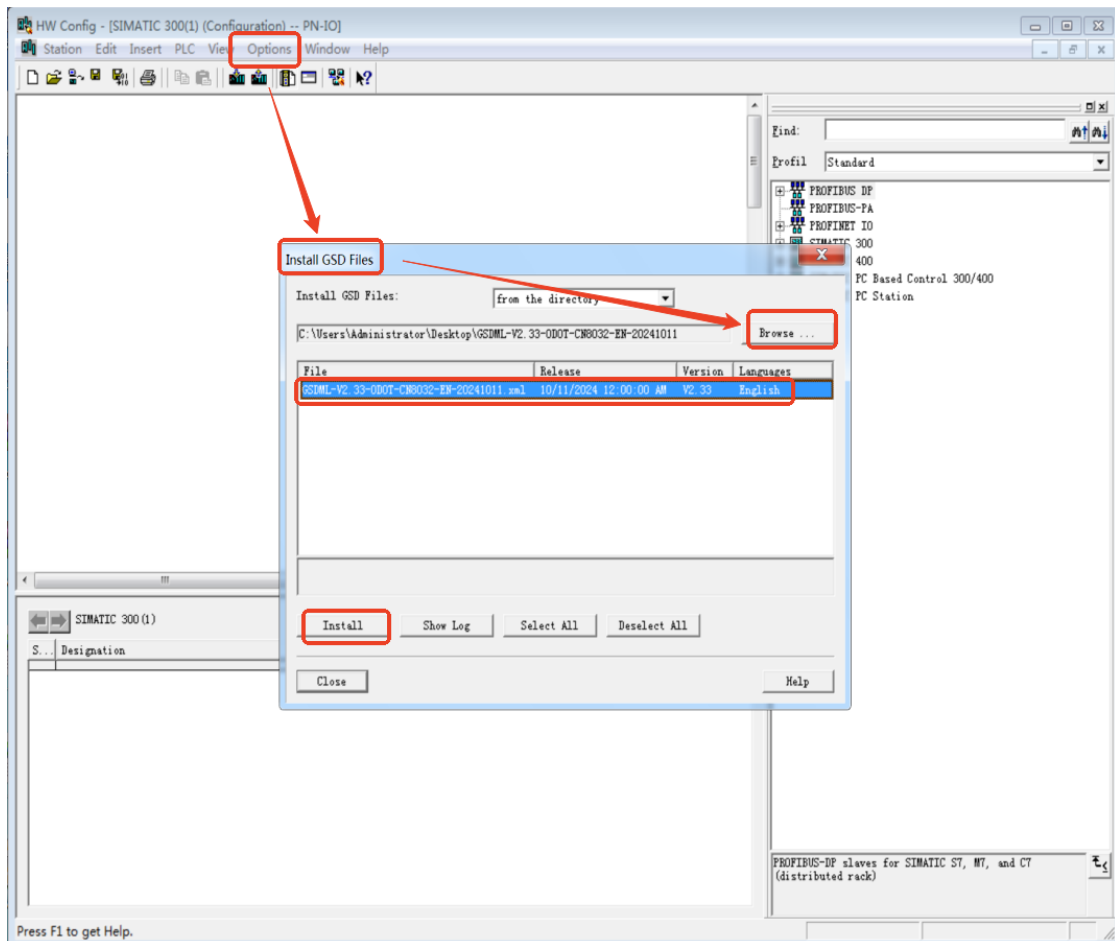 HW Config - [SIMATIC 300(1) (Configuration) -- PN-IO]
Station Edit Insert PLC View Options Window Help
Find:
Profil Standard
PROFIBUS DP
PROFIBUS-PA
PROFINET IO
SIMATIC 300
400
PC Based Control 300/400
PC Station
Install GSD Files
Install GSD Files: from the directory
C:\Users\Administrator\Desktop\GSDML-V2.33-ODOT-CN8032-EN-20241011
Browse ...
File Release Version Languages
GSDML-V2.33-ODOT-CN8032-EN-20241011.xml 10/11/2024 12:00:00 AM V2.33 English
Install Show Log Select All Deselect All
Close Help
SIMATIC 300(1)
S... Designation
PROFIBUS-DP slaves for SIMATIC S7, M7, and C7
(distributed rack)
Press F1 to get Help.